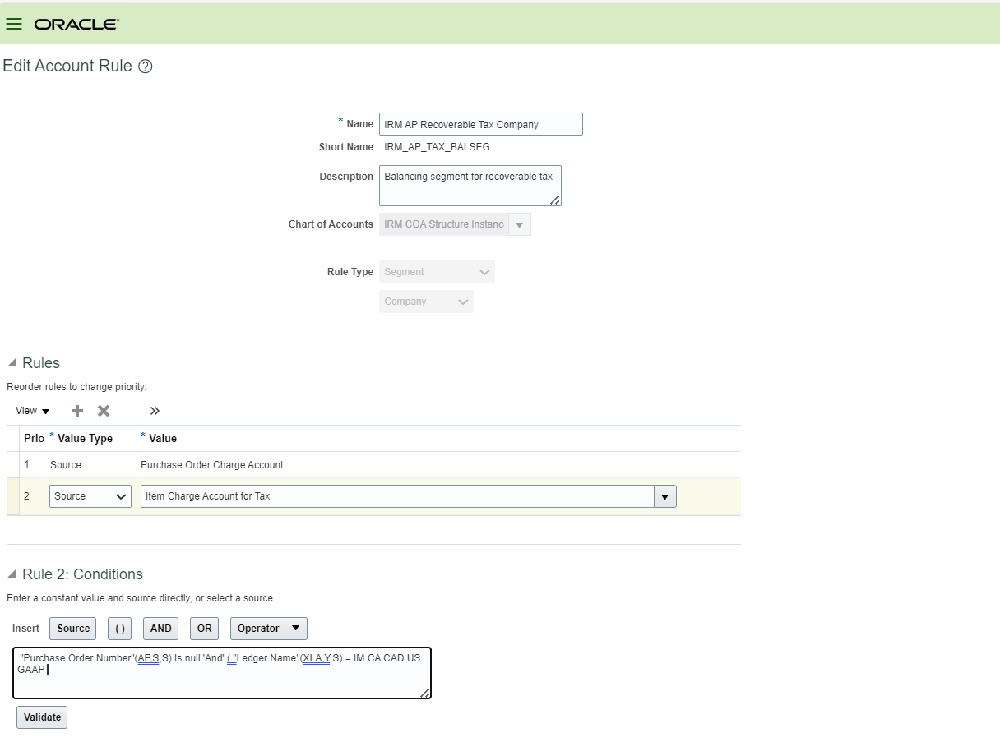 ORACLE
Edit Account Rule ?
* Name IRM AP Recoverable Tax Company
Short Name IRM_AP_TAX_BALSEG
Description Balancing segment for recoverable tax
Chart of Accounts IRM COA Structure Instanc
Rule Type Segment
Company
Rules
Reorder rules to change priority.
View
Prio * Value Type * Value
1 Source Purchase Order Charge Account
2 Source Item Charge Account for Tax
Rule 2: Conditions
Enter a constant value and source directly, or select a source.
Insert Source ( ) AND OR Operator
"Purchase Order Number"(AP,S,S) Is null 'And' ( "Ledger Name"(XLA,Y,S) = IM CA CAD US
GAAP
Validate